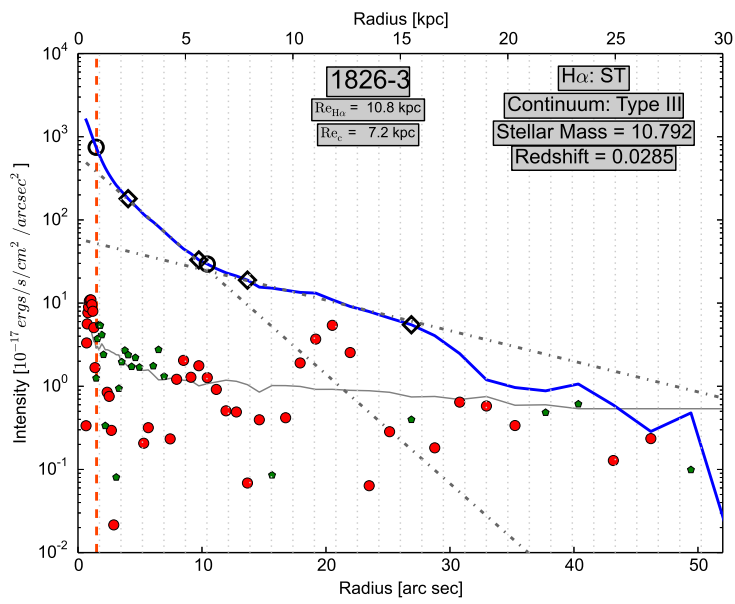 Radius [kpc]
0 5 10 15 20 25 30
10^4
10^3
10^2
10^1
10^0
10^-1
10^-2
Intensity [10^-17 ergs/s/cm^2 /arcsec^2 ]
1826-3
Re_Hα = 10.8 kpc
Re_c = 7.2 kpc
Hα: ST
Continuum: Type III
Stellar Mass = 10.792
Redshift = 0.0285
0 10 20 30 40 50
Radius [arc sec]